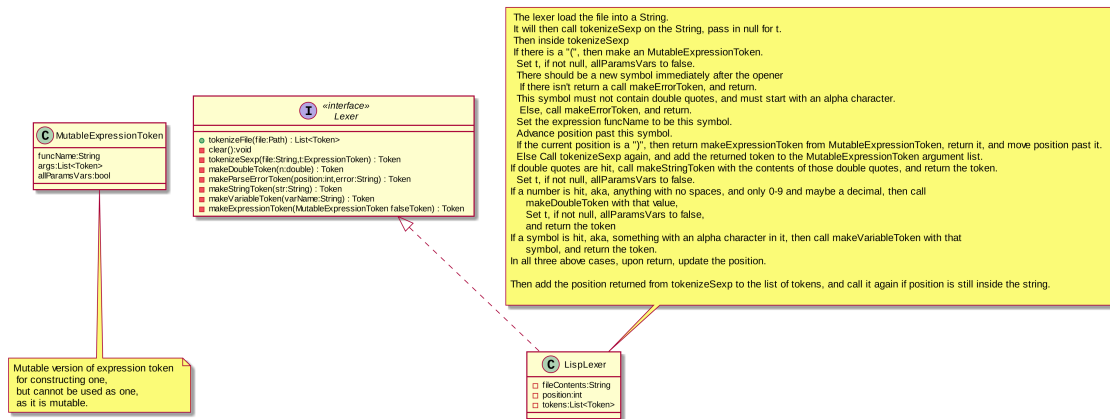 The lexer load the file into a String.
It will then call tokenizeSexp on the String, pass in null for t.
Then inside tokenizeSexp
If there is a "(", then make an MutableExpressionToken.
Set t, if not null, allParamsVars to false.
There should be a new symbol immediately after the opener
If there isn't return a call makeErrorToken, and return.
This symbol must not contain double quotes, and must start with an alpha character.
Else, call makeErrorToken, and return.
Set the expression funcName to be this symbol.
Advance position past this symbol.
If the current position is a ")", then return makeExpressionToken from MutableExpressionToken, return it, and move position past it.
Else Call tokenizeSexp again, and add the returned token to the MutableExpressionToken argument list.
If double quotes are hit, call makeStringToken with the contents of those double quotes, and return the token.
Set t, if not null, allParamsVars to false.
If a number is hit, aka, anything with no spaces, and only 0-9 and maybe a decimal, then call
makeDoubleToken with that value,
Set t, if not null, allParamsVars to false,
and return the token
If a symbol is hit, aka, something with an alpha character in it, then call makeVariableToken with that
symbol, and return the token.
In all three above cases, upon return, update the position.
Then add the position returned from tokenizeSexp to the list of tokens, and call it again if position is still inside the string.
I
«interface»
Lexer
tokenizeFile(file:Path) : List<Token>
clear():void
tokenizeSexp(file:String,t:ExpressionToken) : Token
makeDoubleToken(n:double) : Token
makeParseErrorToken(position:int,error:String) : Token
makeStringToken(str:String) : Token
makeVariableToken(varName:String) : Token
makeExpressionToken(MutableExpressionToken falseToken) : Token
C MutableExpressionToken
funcName:String
args:List<Token>
allParamsVars:bool
Mutable version of expression token
for constructing one,
but cannot be used as one,
as it is mutable.
C LispLexer
fileContents:String
position:int
tokens:List<Token>